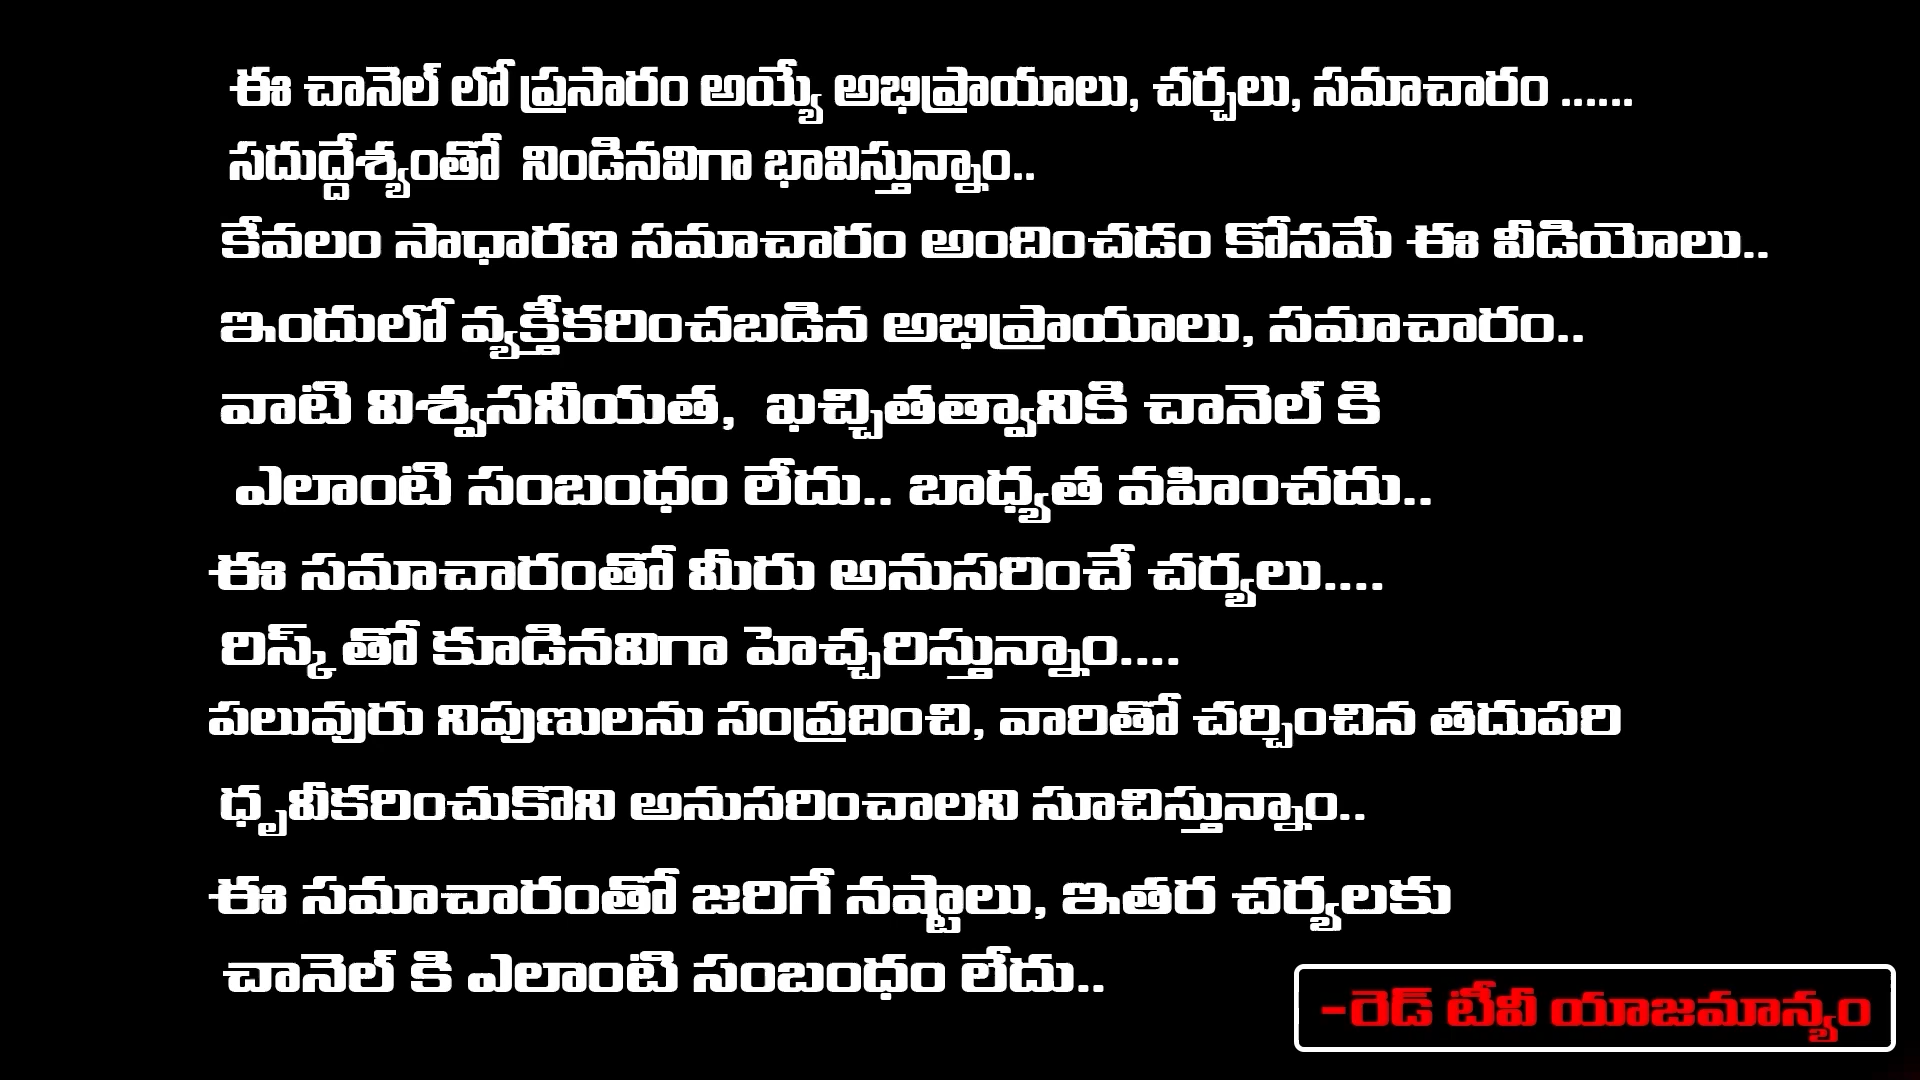 ఈ చానెల్ లో ప్రసారం అయ్యే అభిప్రాయాలు, చర్చలు, సమాచారం ......
సదుద్దేశ్యంతో నిండినవిగా భావిస్తున్నాం..
కేవలం సాధారణ సమాచారం అందించడం కోసమే ఈ వీడియోలు..
ఇందులో వ్యక్తీకరించబడిన అభిప్రాయాలు, సమాచారం..
వాటి విశ్వసనీయత, ఖచ్చితత్వానికి చానెల్ కి
ఎలాంటి సంబంధం లేదు.. బాధ్యత వహించదు..
ఈ సమాచారంతో మీరు అనుసరించే చర్యలు....
రిస్క్ తో కూడినవిగా హెచ్చరిస్తున్నాం....
పలువురు నిపుణులను సంప్రదించి, వారితో చర్చించిన తదుపరి
ధృవీకరించుకొని అనుసరించాలని సూచిస్తున్నాం..
ఈ సమాచారంతో జరిగే నష్టాలు, ఇతర చర్యలకు
చానెల్ కి ఎలాంటి సంబంధం లేదు..
-రెడ్ టీవీ యాజమాన్యం